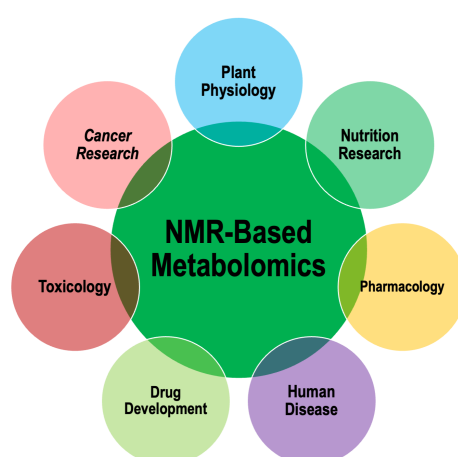 Plant
Physiology
Cancer
Research
Nutrition
Research
NMR-Based
Metabolomics
Toxicology
Pharmacology
Drug
Development
Human
Disease